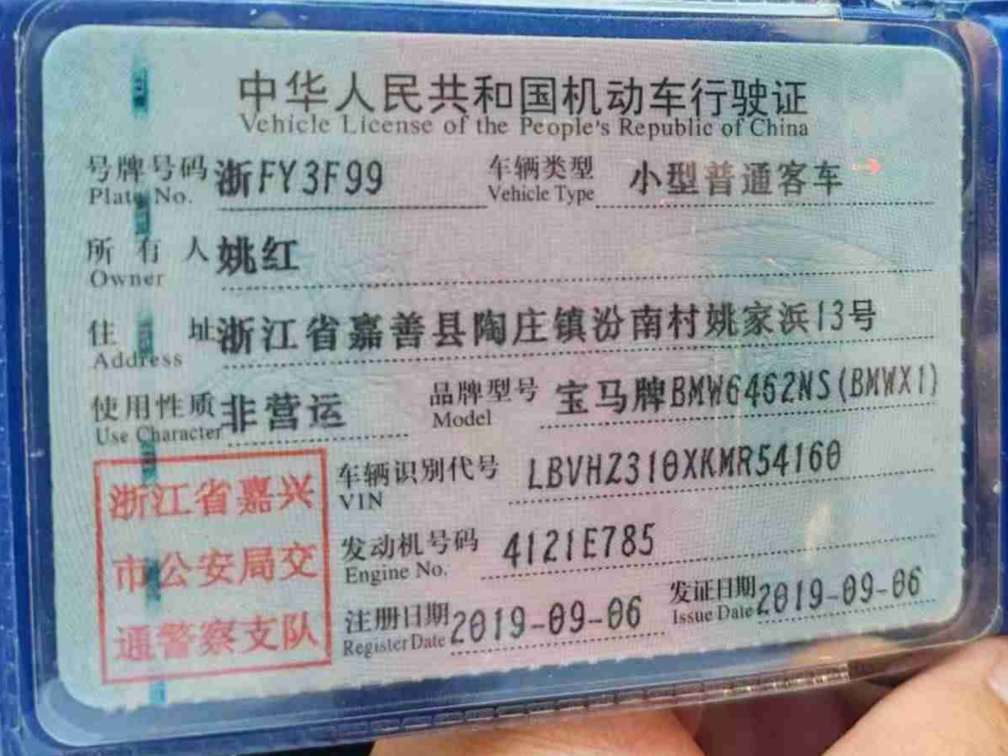 中华人民共和国机动车行驶证
Vehicle License of the People's Republic of China
号牌号码 浙FY3F99 车辆类型 小型普通客车
Plate No. Vehicle Type
所有人 姚红
Owner
住址 浙江省嘉善县陶庄镇汾南村姚家浜13号
Address
使用性质 非营运 品牌型号 宝马牌BMW6462NS(BMWX1)
Use Character Model
车辆识别代号 LBVHZ310XKMR54160
VIN
发动机号码 4121E785
Engine No.
注册日期 2019-09-06 发证日期 2019-09-06
Register Date Issue Date
浙江省嘉兴
市公安局交
通警察支队